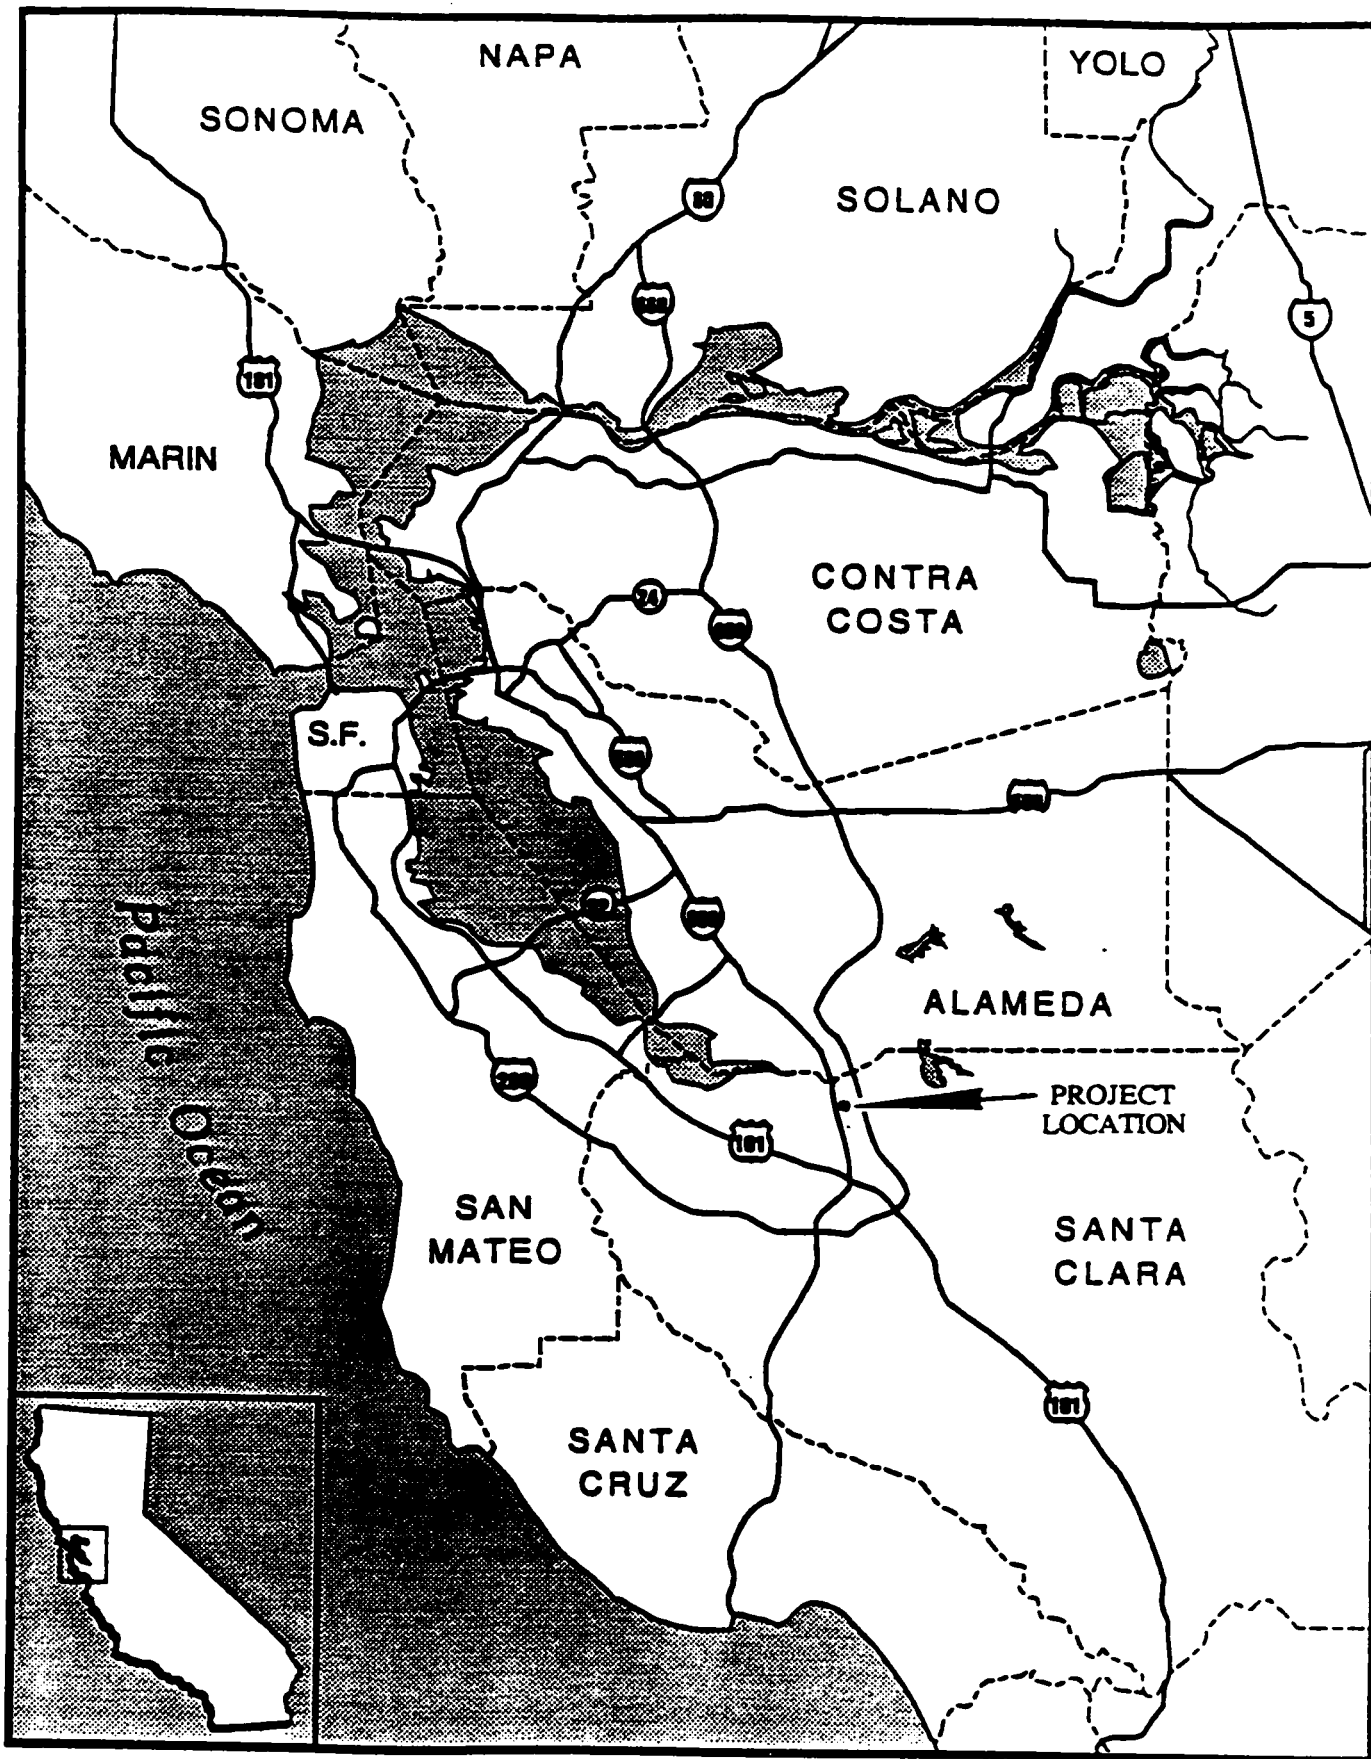 NAPA
YOLO
SONOMA
SOLANO
80
5
101
MARIN
CONTRA
COSTA
24
S.F.
Pacific Ocean
ALAMEDA
PROJECT
LOCATION
280
101
SAN
MATEO
SANTA
CLARA
101
SANTA
CRUZ